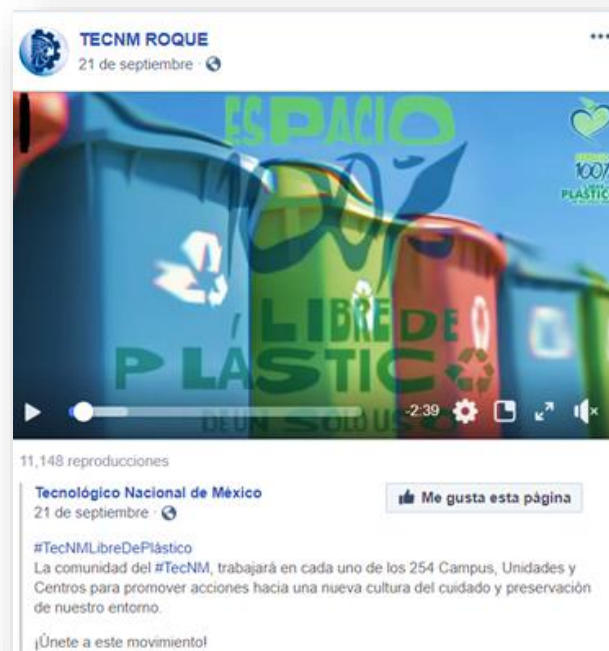 TECNM ROQUE
21 de septiembre ·
ESPACIO
100%
LIBRE DE
PLÁSTICO
DE UN SOLO USO
100%
PLÁSTICO
-2:39
11,148 reproducciones
Tecnológico Nacional de México
21 de septiembre ·
Me gusta esta página
#TecNMLibreDePlástico
La comunidad del #TecNM, trabajará en cada uno de los 254 Campus, Unidades y
Centros para promover acciones hacia una nueva cultura del cuidado y preservación
de nuestro entorno.
¡Únete a este movimiento!